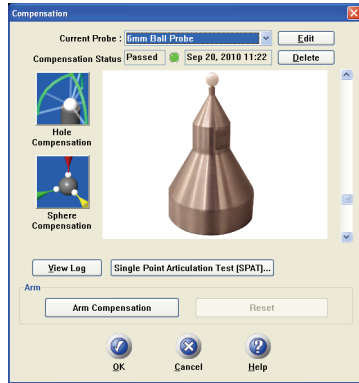 Compensation
Current Probe : 6mm Ball Probe Edit
Compensation Status Passed Sep 20, 2010 11:22 Delete
Hole
Compensation
Sphere
Compensation
View Log Single Point Articulation Test (SPAT)...
Arm
Arm Compensation Reset
OK Cancel Help